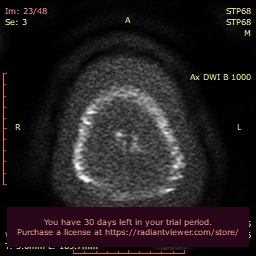 Im: 23/48
Se: 3
A
STP68
STP68
M
Ax DWI B 1000
R
L
You have 30 days left in your trial period.
Purchase a license at https://radiantviewer.com/store/